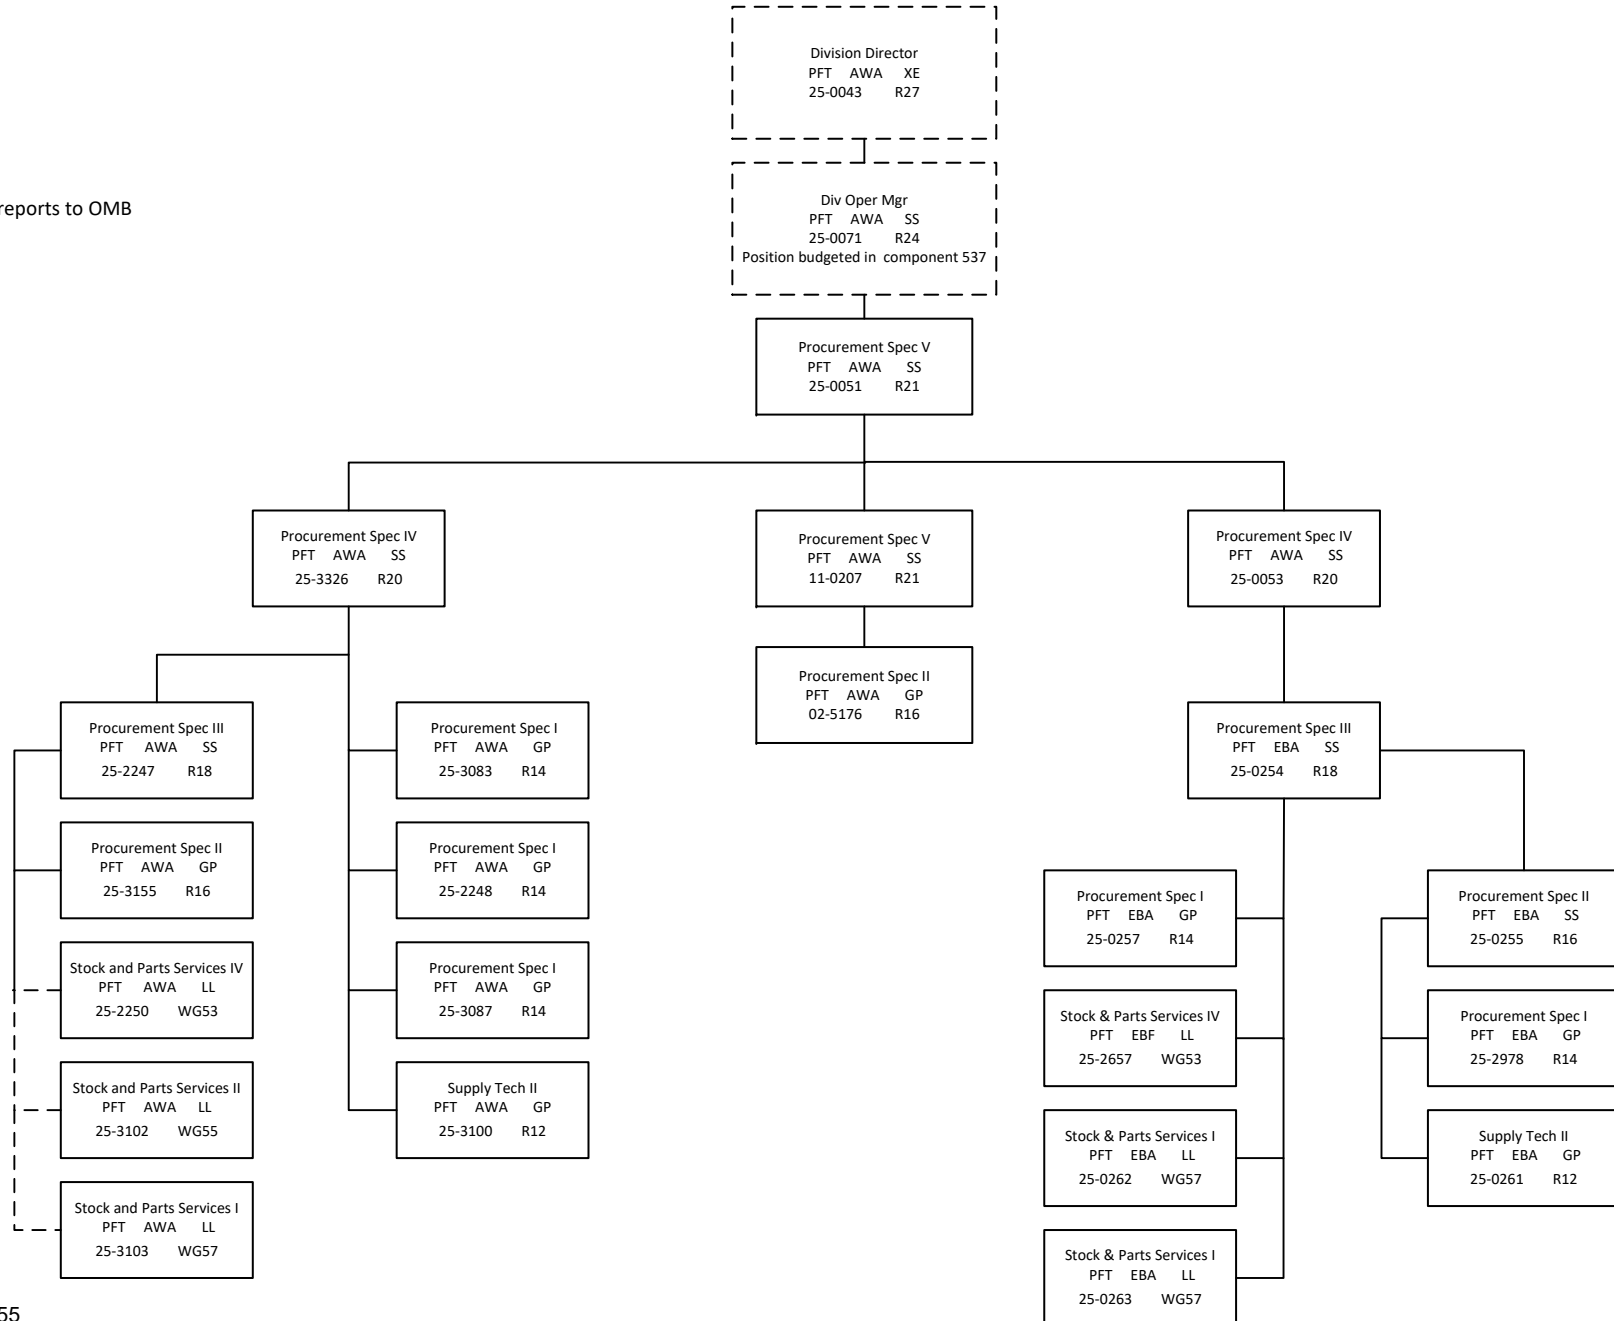 Division Director
PFT AWA XE
25-0043 R27
reports to OMB
Div Oper Mgr
PFT AWA SS
25-0071 R24
Position budgeted in component 537
Procurement Spec V
PFT AWA SS
25-0051 R21
Procurement Spec IV
PFT AWA SS
25-3326 R20
Procurement Spec V
PFT AWA SS
11-0207 R21
Procurement Spec IV
PFT AWA SS
25-0053 R20
Procurement Spec II
PFT AWA GP
02-5176 R16
Procurement Spec III
PFT AWA SS
25-2247 R18
Procurement Spec I
PFT AWA GP
25-3083 R14
Procurement Spec III
PFT EBA SS
25-0254 R18
Procurement Spec II
PFT AWA GP
25-3155 R16
Procurement Spec I
PFT AWA GP
25-2248 R14
Procurement Spec I
PFT EBA GP
25-0257 R14
Procurement Spec II
PFT EBA SS
25-0255 R16
Stock and Parts Services IV
PFT AWA LL
25-2250 WG53
Procurement Spec I
PFT AWA GP
25-3087 R14
Stock & Parts Services IV
PFT EBF LL
25-2657 WG53
Procurement Spec I
PFT EBA GP
25-2978 R14
Stock and Parts Services II
PFT AWA LL
25-3102 WG55
Supply Tech II
PFT AWA GP
25-3100 R12
Stock & Parts Services I
PFT EBA LL
25-0262 WG57
Supply Tech II
PFT EBA GP
25-0261 R12
Stock and Parts Services I
PFT AWA LL
25-3103 WG57
Stock & Parts Services I
PFT EBA LL
25-0263 WG57
55